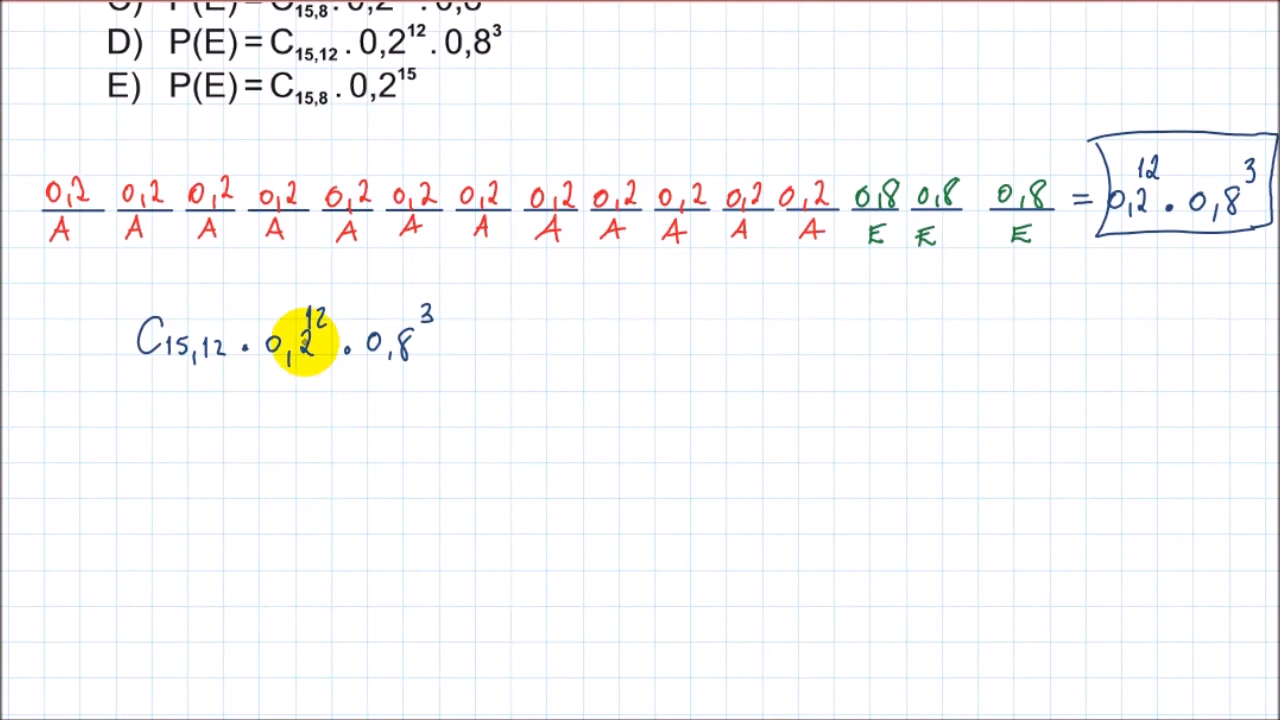 D) P(E) = C₁₅,₁₂ . 0,2¹² . 0,8³
E) P(E) = C₁₅,₈ . 0,2¹⁵
0,2 0,2 0,2 0,2 0,2 0,2 0,2 0,2 0,2 0,2 0,2 0,2 0,8 0,8 0,8 = 0,2¹² . 0,8³
A A A A A A A A A A A A E E E
C₁₅,₁₂ . 0,2¹² . 0,8³